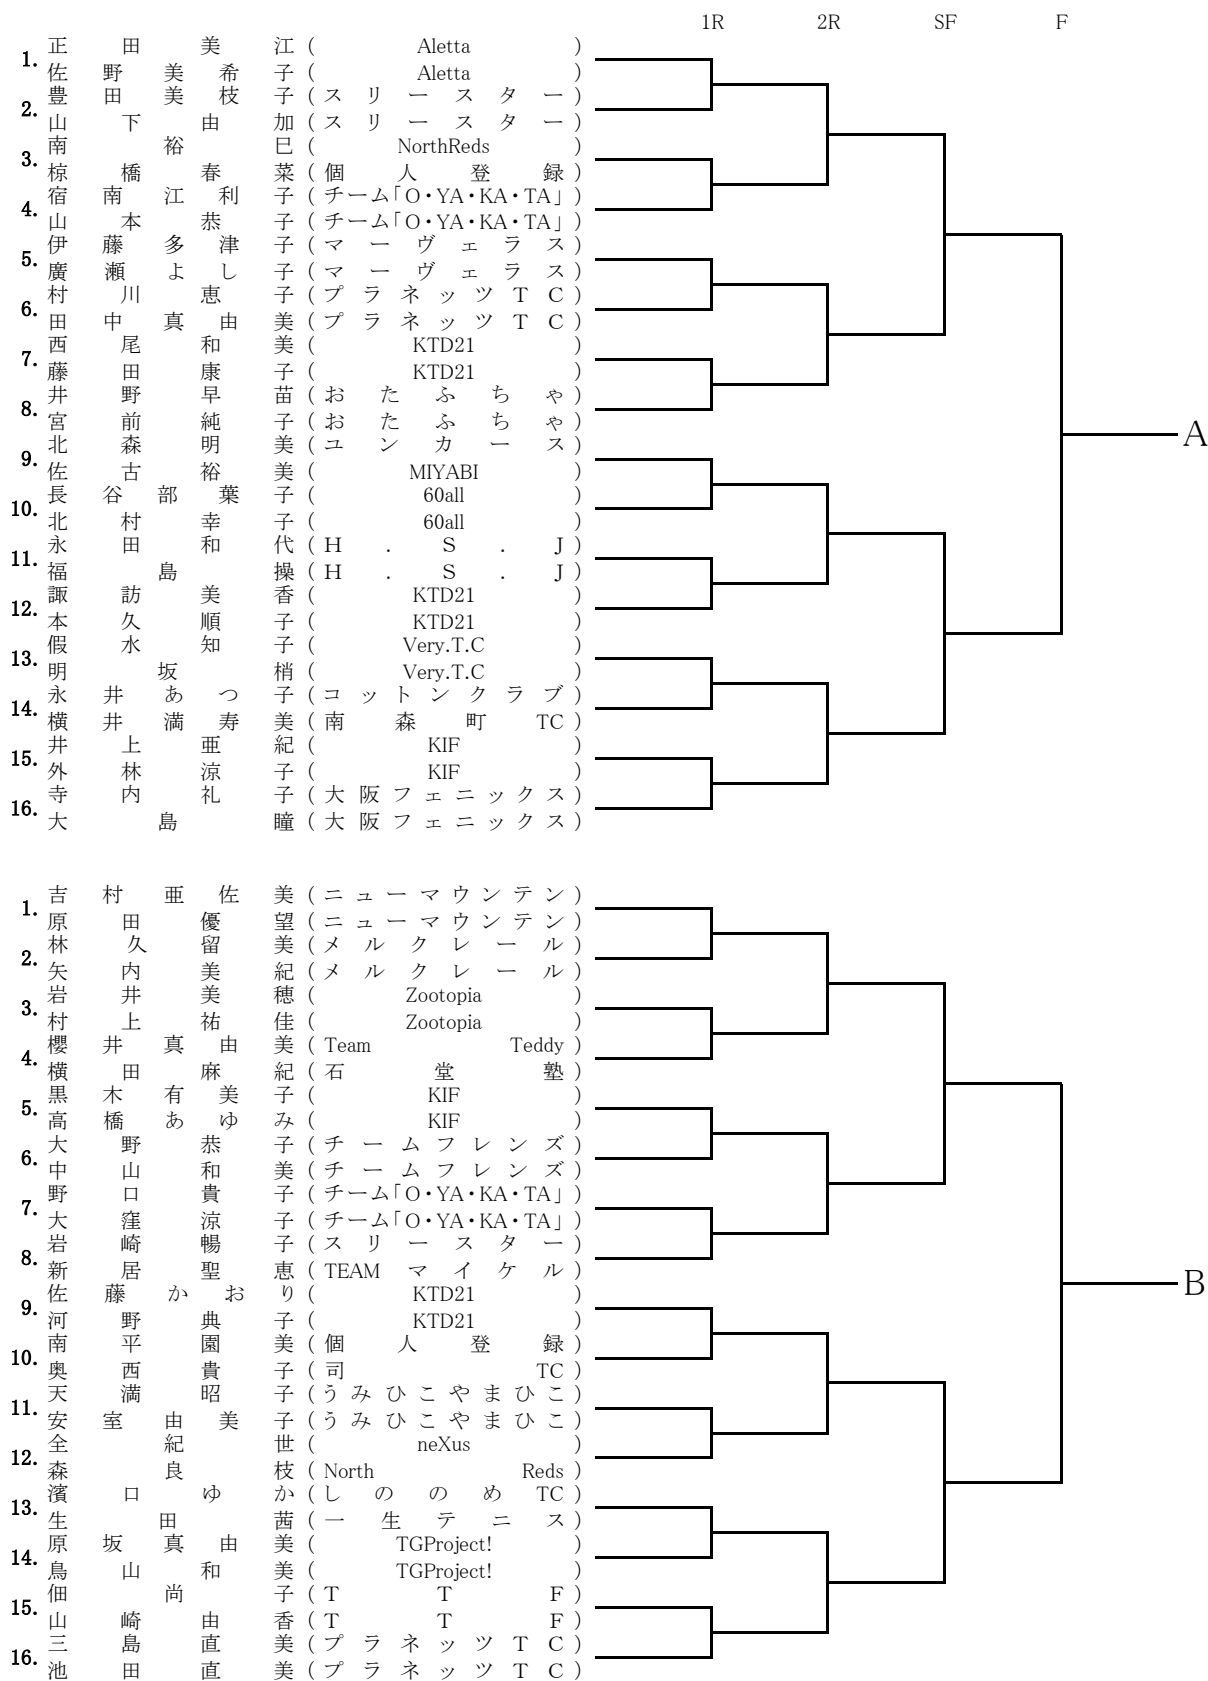 1R 2R SF F
1. 正田美江 ( Aletta )
佐野美希子 ( Aletta )
2. 豊田美枝子 ( スリースター )
山下由加 ( スリースター )
3. 南裕巳 ( NorthReds )
椋橋春菜 ( 個人登録 )
4. 宿南江利子 ( チーム「O・YA・KA・TA」 )
山本恭子 ( チーム「O・YA・KA・TA」 )
5. 伊藤多津子 ( マーヴェラス )
廣瀬よし子 ( マーヴェラス )
6. 村川恵子 ( プラネッツTC )
田中真由美 ( プラネッツTC )
7. 西尾和美 ( KTD21 )
藤田康子 ( KTD21 )
8. 井野早苗 ( おたふちゃ )
宮前純子 ( おたふちゃ )
9. 北森明美 ( ユンカース )
佐古裕美 ( MIYABI )
10. 長谷部葉子 ( 60all )
北村幸子 ( 60all )
11. 永田和代 ( H.S.J )
福島操 ( H.S.J )
12. 諏訪美香 ( KTD21 )
本久順子 ( KTD21 )
13. 假水知子 ( Very.T.C )
明坂梢 ( Very.T.C )
14. 永井あつ子 ( コットンクラブ )
横井満寿美 ( 南森町TC )
15. 井上亜紀 ( KIF )
外林涼子 ( KIF )
16. 寺内礼子 ( 大阪フェニックス )
大島瞳 ( 大阪フェニックス )
A
1. 吉村亜佐美 ( ニューマウンテン )
原田優望 ( ニューマウンテン )
2. 林久留美 ( メルクレール )
矢内美紀 ( メルクレール )
3. 岩井美穂 ( Zootopia )
村上祐佳 ( Zootopia )
4. 櫻井真由美 ( Team Teddy )
横田麻紀 ( 石堂塾 )
5. 黒木有美子 ( KIF )
高橋あゆみ ( KIF )
6. 大野恭子 ( チームフレンズ )
中山和美 ( チームフレンズ )
7. 野口貴子 ( チーム「O・YA・KA・TA」 )
大窪涼子 ( チーム「O・YA・KA・TA」 )
8. 岩崎暢子 ( スリースター )
新居聖恵 ( TEAMマイケル )
9. 佐藤かおり ( KTD21 )
河野典子 ( KTD21 )
10. 南平園美 ( 個人登録 )
奥西貴子 ( 司TC )
11. 天満昭子 ( うみひこやまひこ )
安室由美子 ( うみひこやまひこ )
12. 全紀世 ( neXus )
森良枝 ( North Reds )
13. 濱口ゆか ( しののめTC )
生田茜 ( 一生テニス )
14. 原坂真由美 ( TGProject! )
鳥山和美 ( TGProject! )
15. 佃尚子 ( TTF )
山崎由香 ( TTF )
16. 三島直美 ( プラネッツTC )
池田直美 ( プラネッツTC )
B